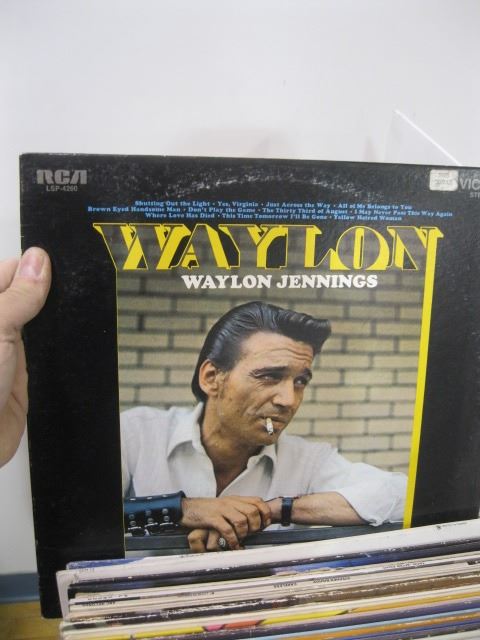 RCA
LSP-4260
VIC
STE
Shutting Out the Light • Yes, Virginia • Just Across the Way • All of Me Belongs to You
Brown Eyed Handsome Man • Don't Play the Game • The Thirty Third of August • I May Never Pass This Way Again
Where Love Has Died • This Time Tomorrow I'll Be Gone • Yellow Haired Woman
WAYLON
WAYLON JENNINGS